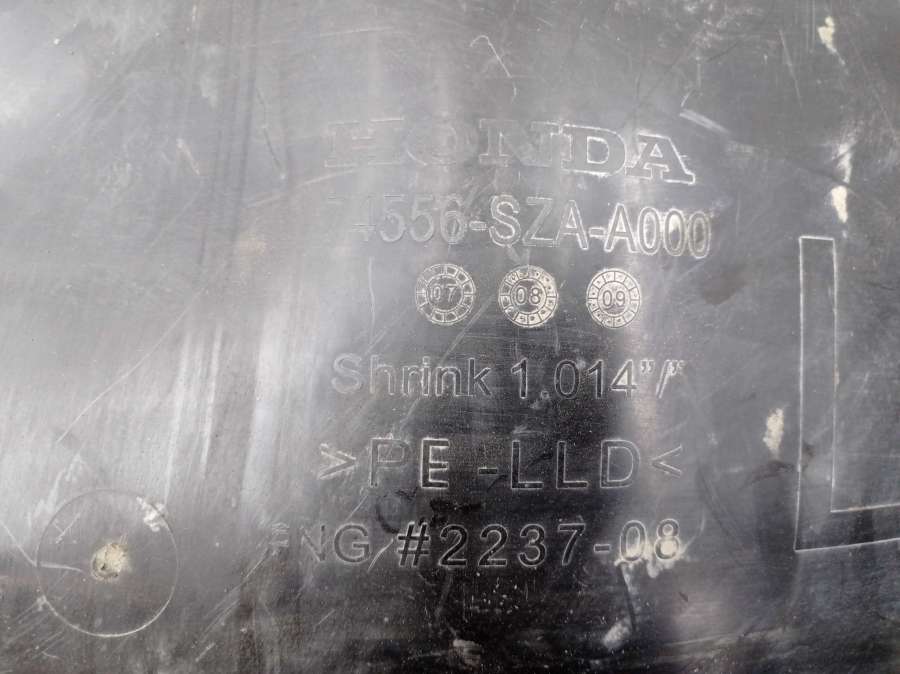 HONDA
74556-SZA-A000
07 08 09
Shrink 1.014"/"
>PE-LLD<
ENG #2237-08